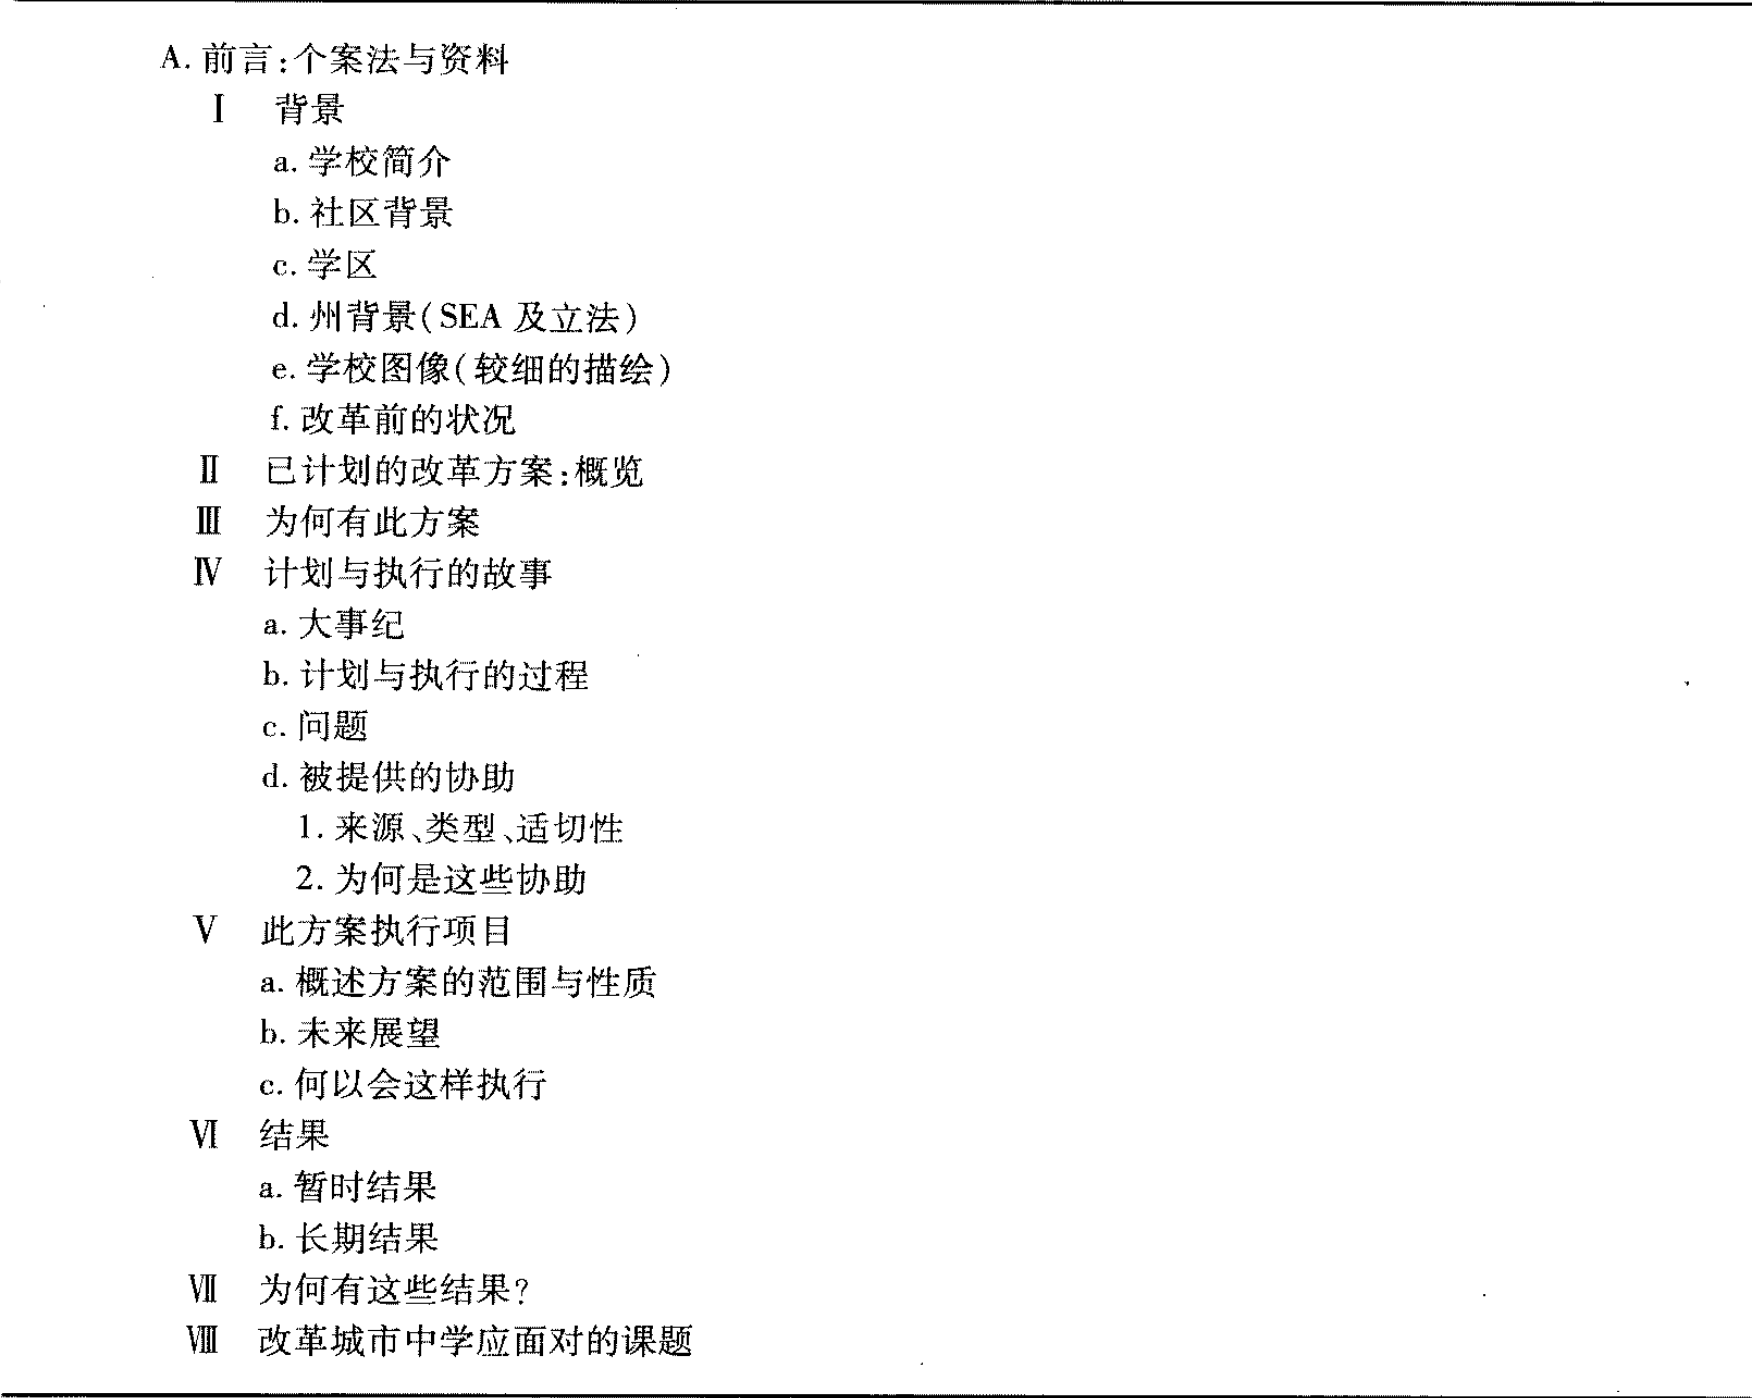 A. 前言:个案法与资料
Ⅰ 背景
a. 学校简介
b. 社区背景
c. 学区
d. 州背景(SEA 及立法)
e. 学校图像(较细的描绘)
f. 改革前的状况
Ⅱ 已计划的改革方案:概览
Ⅲ 为何有此方案
Ⅳ 计划与执行的故事
a. 大事纪
b. 计划与执行的过程
c. 问题
d. 被提供的协助
1. 来源、类型、适切性
2. 为何是这些协助
Ⅴ 此方案执行项目
a. 概述方案的范围与性质
b. 未来展望
c. 何以会这样执行
Ⅵ 结果
a. 暂时结果
b. 长期结果
Ⅶ 为何有这些结果?
Ⅷ 改革城市中学应面对的课题